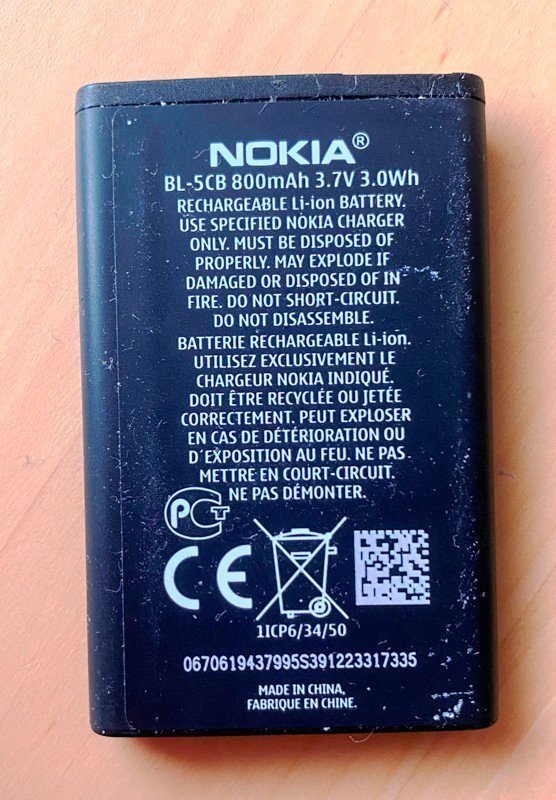 NOKIA®
BL-5CB 800mAh 3.7V 3.0Wh
RECHARGEABLE Li-ion BATTERY.
USE SPECIFIED NOKIA CHARGER
ONLY. MUST BE DISPOSED OF
PROPERLY. MAY EXPLODE IF
DAMAGED OR DISPOSED OF IN
FIRE. DO NOT SHORT-CIRCUIT.
DO NOT DISASSEMBLE.
BATTERIE RECHARGEABLE Li-ion.
UTILISEZ EXCLUSIVEMENT LE
CHARGEUR NOKIA INDIQUÉ.
DOIT ÊTRE RECYCLÉE OU JETÉE
CORRECTEMENT. PEUT EXPLOSER
EN CAS DE DÉTÉRIORATION OU
D´EXPOSITION AU FEU. NE PAS
METTRE EN COURT-CIRCUIT.
NE PAS DÉMONTER.
PCT
CE
1ICP6/34/50
0670619437995S391223317335
MADE IN CHINA,
FABRIQUE EN CHINE.